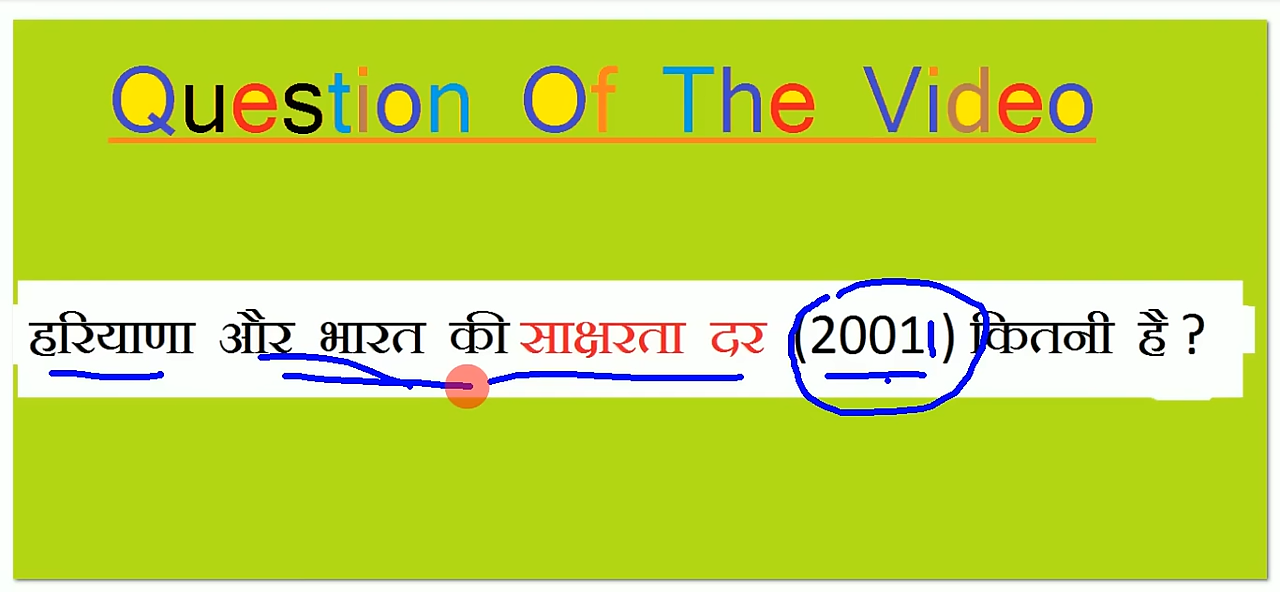 Question Of The Video
हरियाणा और भारत की साक्षरता दर (2001) कितनी है ?